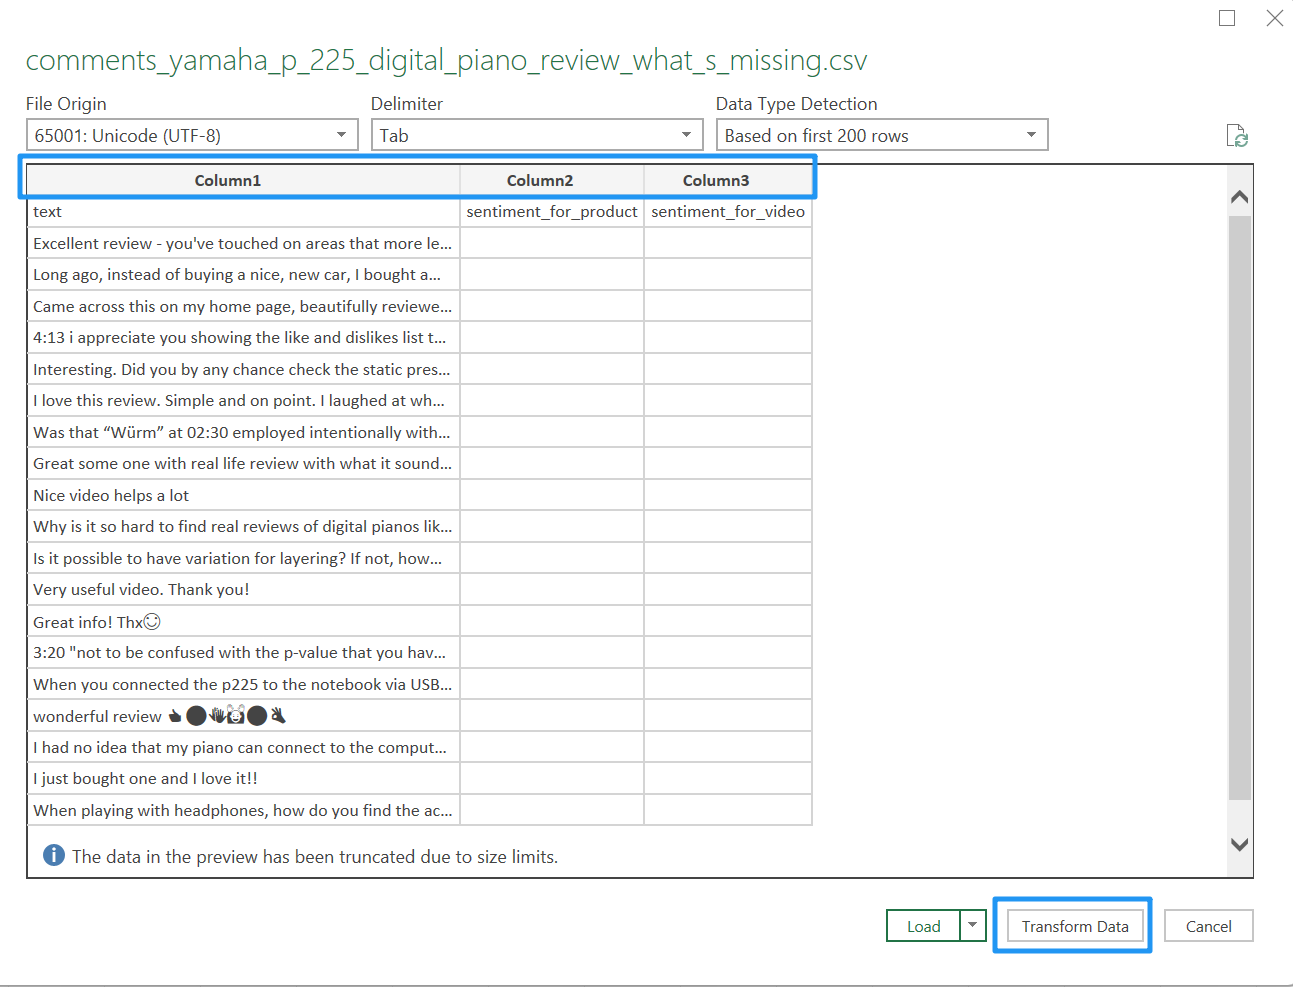 comments_yamaha_p_225_digital_piano_review_what_s_missing.csv
File Origin Delimiter Data Type Detection
65001: Unicode (UTF-8) Tab Based on first 200 rows
Column1 Column2 Column3
text sentiment_for_product sentiment_for_video
Excellent review - you've touched on areas that more le...
Long ago, instead of buying a nice, new car, I bought a...
Came across this on my home page, beautifully reviewe...
4:13 i appreciate you showing the like and dislikes list t...
Interesting. Did you by any chance check the static pres...
I love this review. Simple and on point. I laughed at wh...
Was that “Würm” at 02:30 employed intentionally with...
Great some one with real life review with what it sound...
Nice video helps a lot
Why is it so hard to find real reviews of digital pianos lik...
Is it possible to have variation for layering? If not, how...
Very useful video. Thank you!
Great info! Thx☺
3:20 "not to be confused with the p-value that you hav...
When you connected the p225 to the notebook via USB...
wonderful review
I had no idea that my piano can connect to the comput...
I just bought one and I love it!!
When playing with headphones, how do you find the ac...
The data in the preview has been truncated due to size limits.
Load Transform Data Cancel